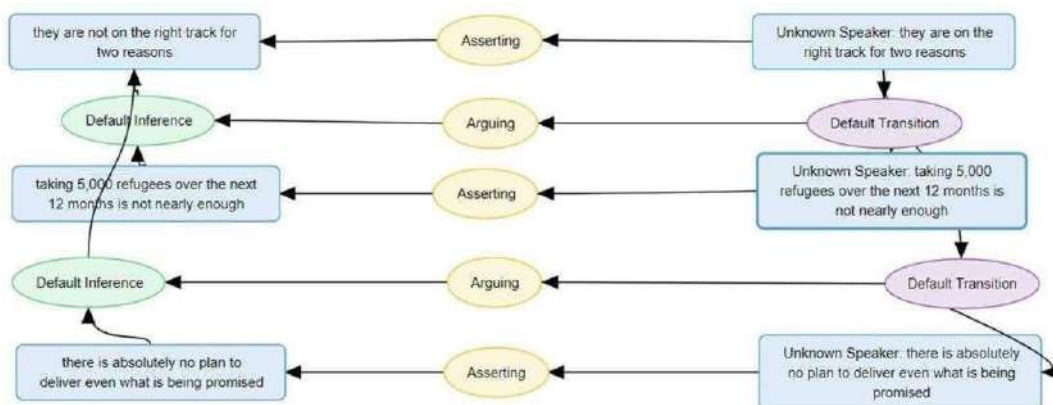 they are not on the right track for
two reasons
Asserting
Unknown Speaker: they are on the
right track for two reasons
Default Inference
Arguing
Default Transition
taking 5,000 refugees over the next
12 months is not nearly enough
Asserting
Unknown Speaker: taking 5,000
refugees over the next 12 months is
not nearly enough
Default Inference
Arguing
Default Transition
there is absolutely no plan to
deliver even what is being promised
Asserting
Unknown Speaker: there is absolutely
no plan to deliver even what is being
promised